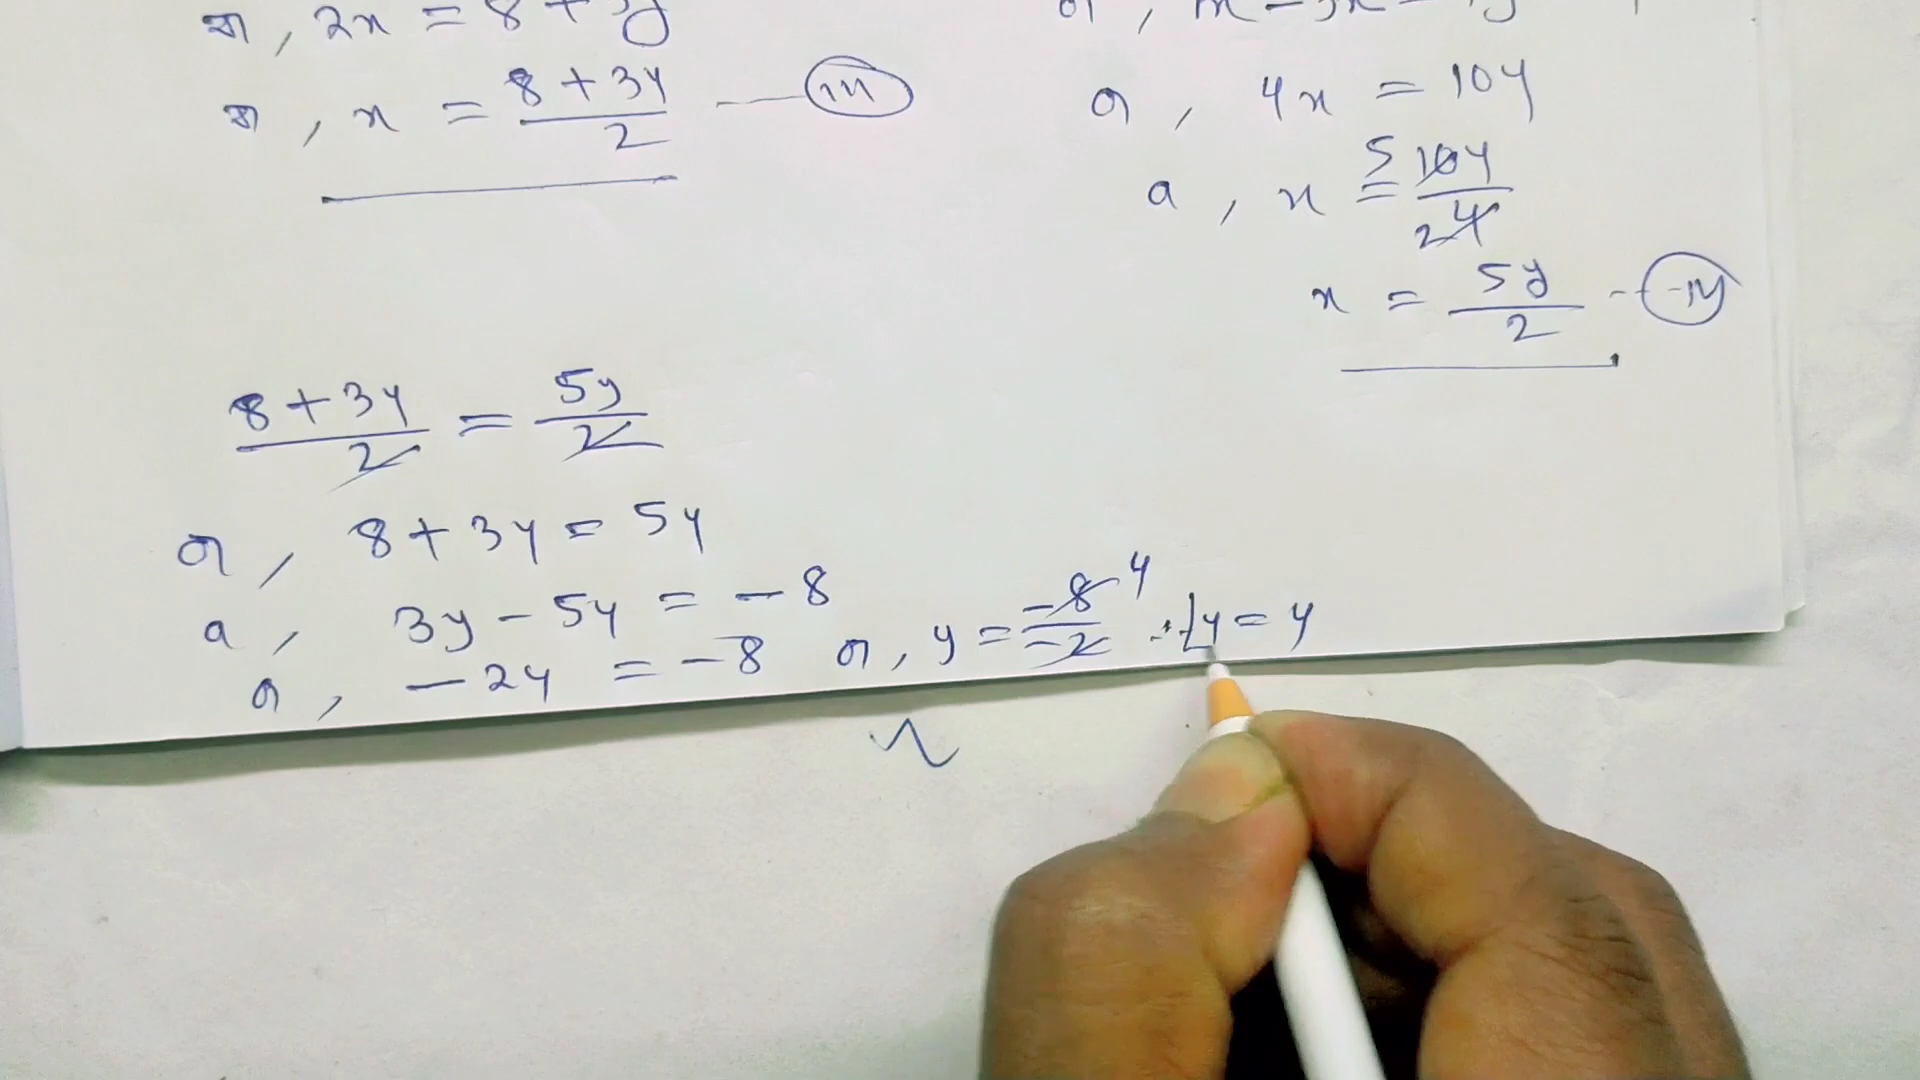 বা, 2x = 8 + 3y
বা, x = 8 + 3y / 2 — (iii)
বা, 4x = 10y
বা, x = 5 10y / 2 4
x = 5y / 2 -- (iv)
8 + 3y / 2 = 5y / 2
বা, 8 + 3y = 5y
বা, 3y - 5y = -8
বা, -2y = -8 বা, y = -8 4 / -2 ∴ y = 4